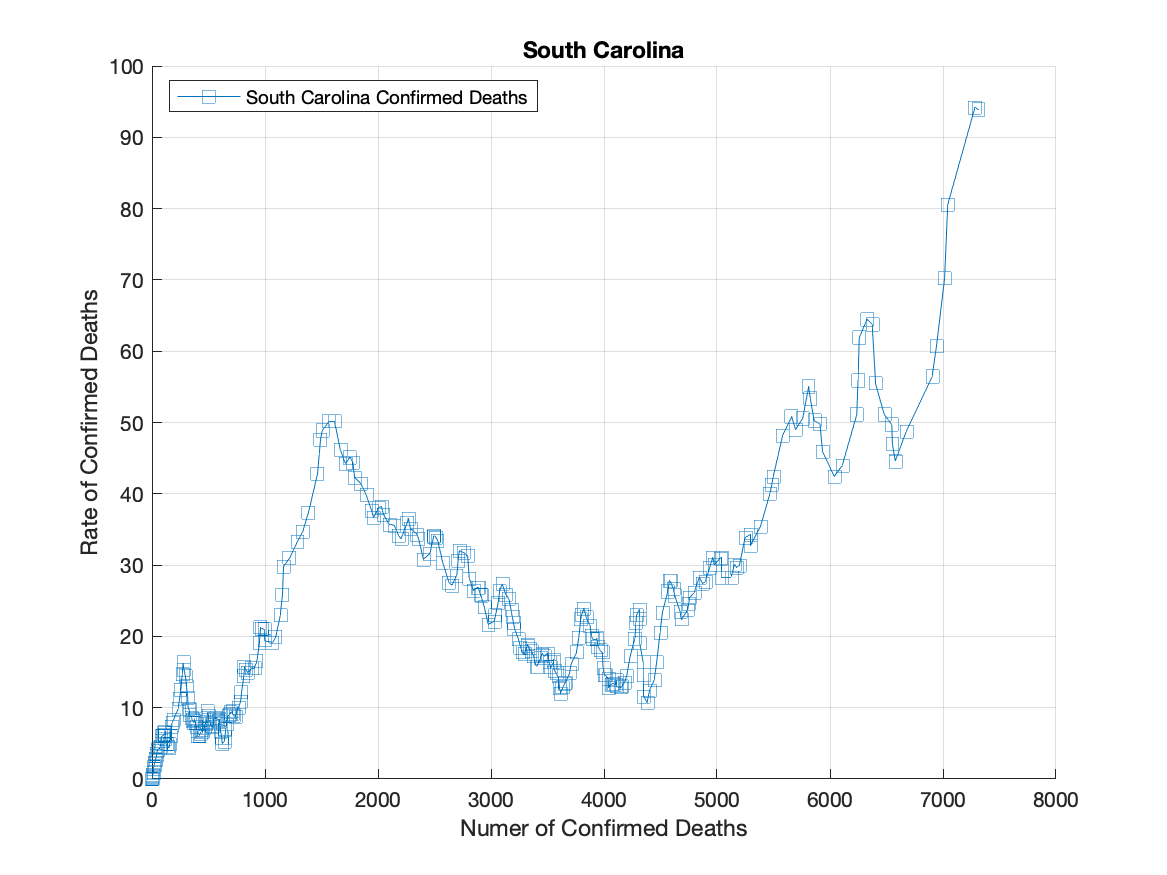 South Carolina
South Carolina Confirmed Deaths
100
90
80
70
60
50
40
30
20
10
0
Rate of Confirmed Deaths
0 1000 2000 3000 4000 5000 6000 7000 8000
Numer of Confirmed Deaths